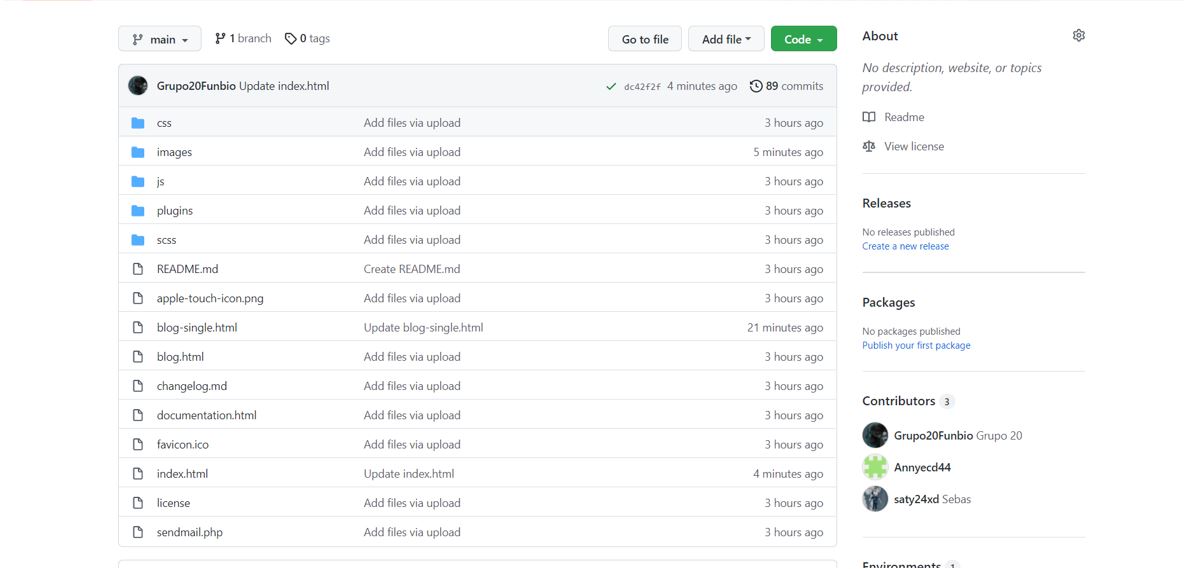 main 1 branch 0 tags Go to file Add file Code
Grupo20Funbio Update index.html dc42f2f 4 minutes ago 89 commits
css Add files via upload 3 hours ago
images Add files via upload 5 minutes ago
js Add files via upload 3 hours ago
plugins Add files via upload 3 hours ago
scss Add files via upload 3 hours ago
README.md Create README.md 3 hours ago
apple-touch-icon.png Add files via upload 3 hours ago
blog-single.html Update blog-single.html 21 minutes ago
blog.html Add files via upload 3 hours ago
changelog.md Add files via upload 3 hours ago
documentation.html Add files via upload 3 hours ago
favicon.ico Add files via upload 3 hours ago
index.html Update index.html 4 minutes ago
license Add files via upload 3 hours ago
sendmail.php Add files via upload 3 hours ago
About
No description, website, or topics
provided.
Readme
View license
Releases
No releases published
Create a new release
Packages
No packages published
Publish your first package
Contributors 3
Grupo20Funbio Grupo 20
Annyecd44
saty24xd Sebas
Environments 1